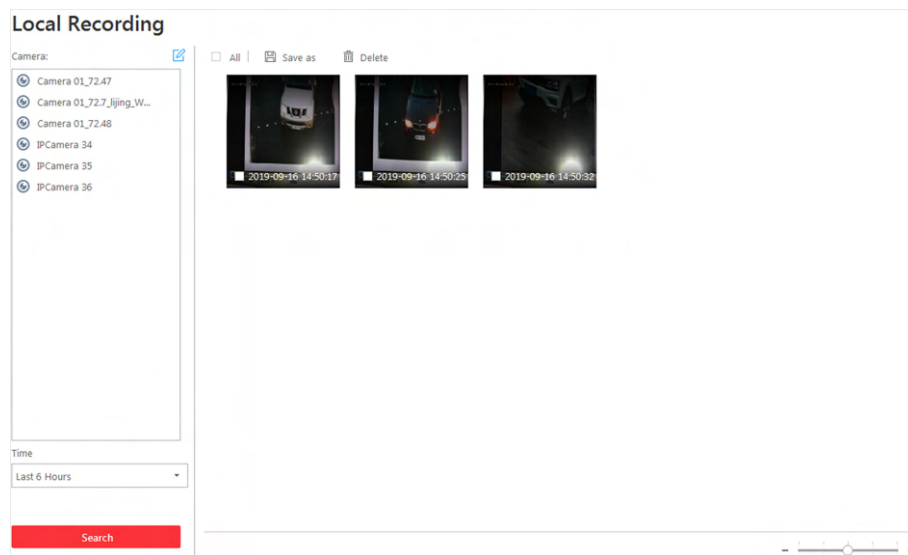 Local Recording
Camera:
All
Save as
Delete
Camera 01_72.47
Camera 01_72.7_lijing_W...
Camera 01_72.48
IPCamera 34
IPCamera 35
IPCamera 36
2019-09-16 14:50:17
2019-09-16 14:50:25
2019-09-16 14:50:32
Time
Last 6 Hours
Search